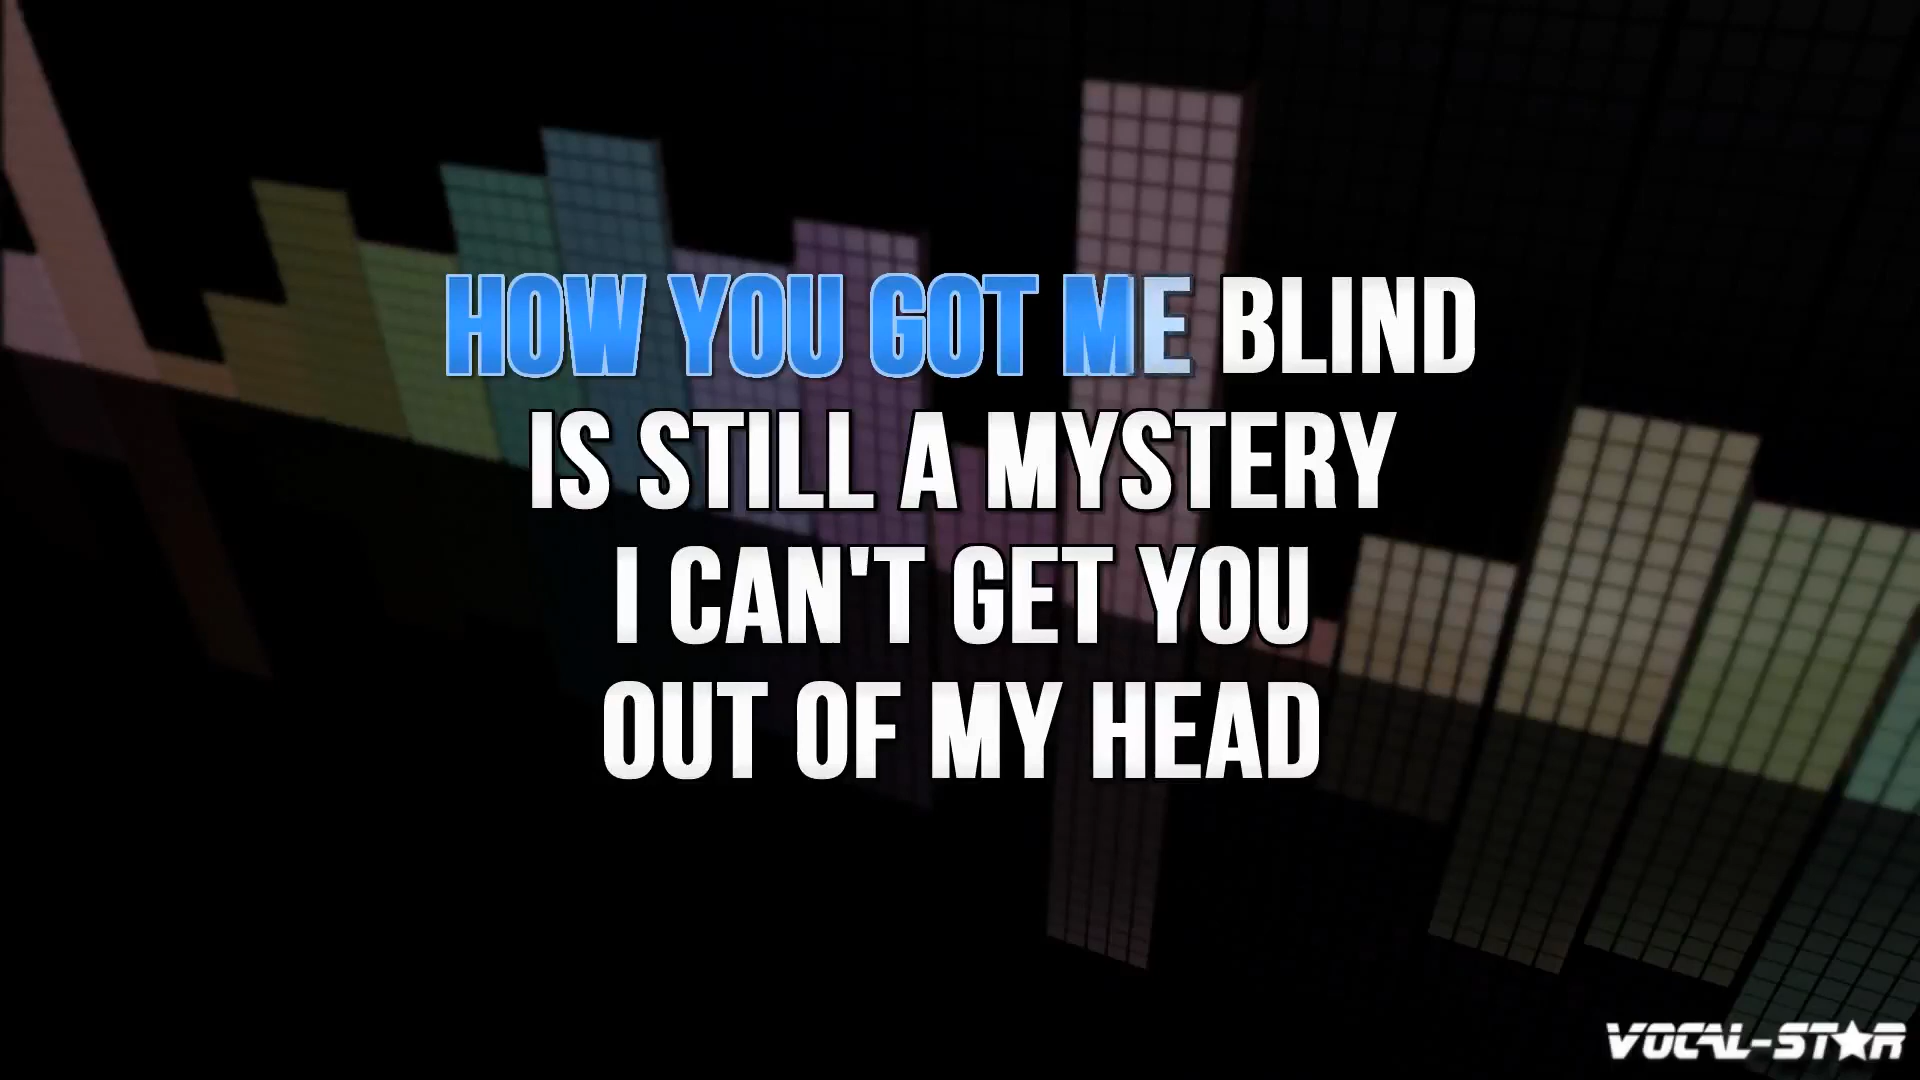 HOW YOU GOT ME BLIND
IS STILL A MYSTERY
I CAN'T GET YOU
OUT OF MY HEAD
VOCAL-STAR